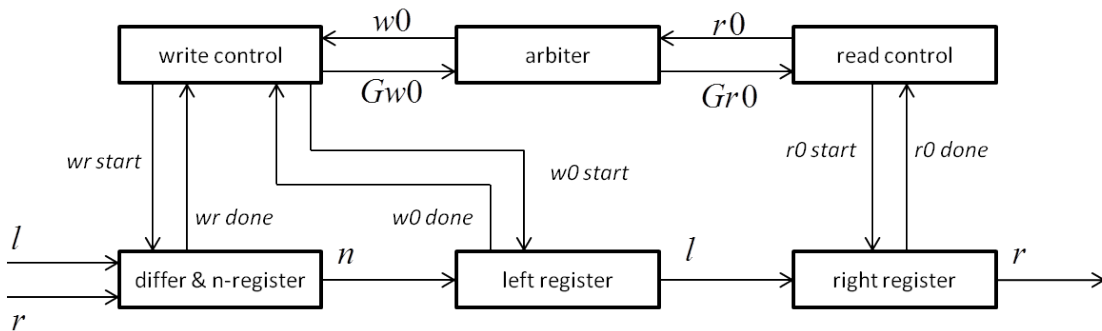 w0
r0
write control
arbiter
read control
Gw0
Gr0
wr start
w0 start
r0 start
r0 done
wr done
w0 done
l
n
l
r
differ & n-register
left register
right register
r